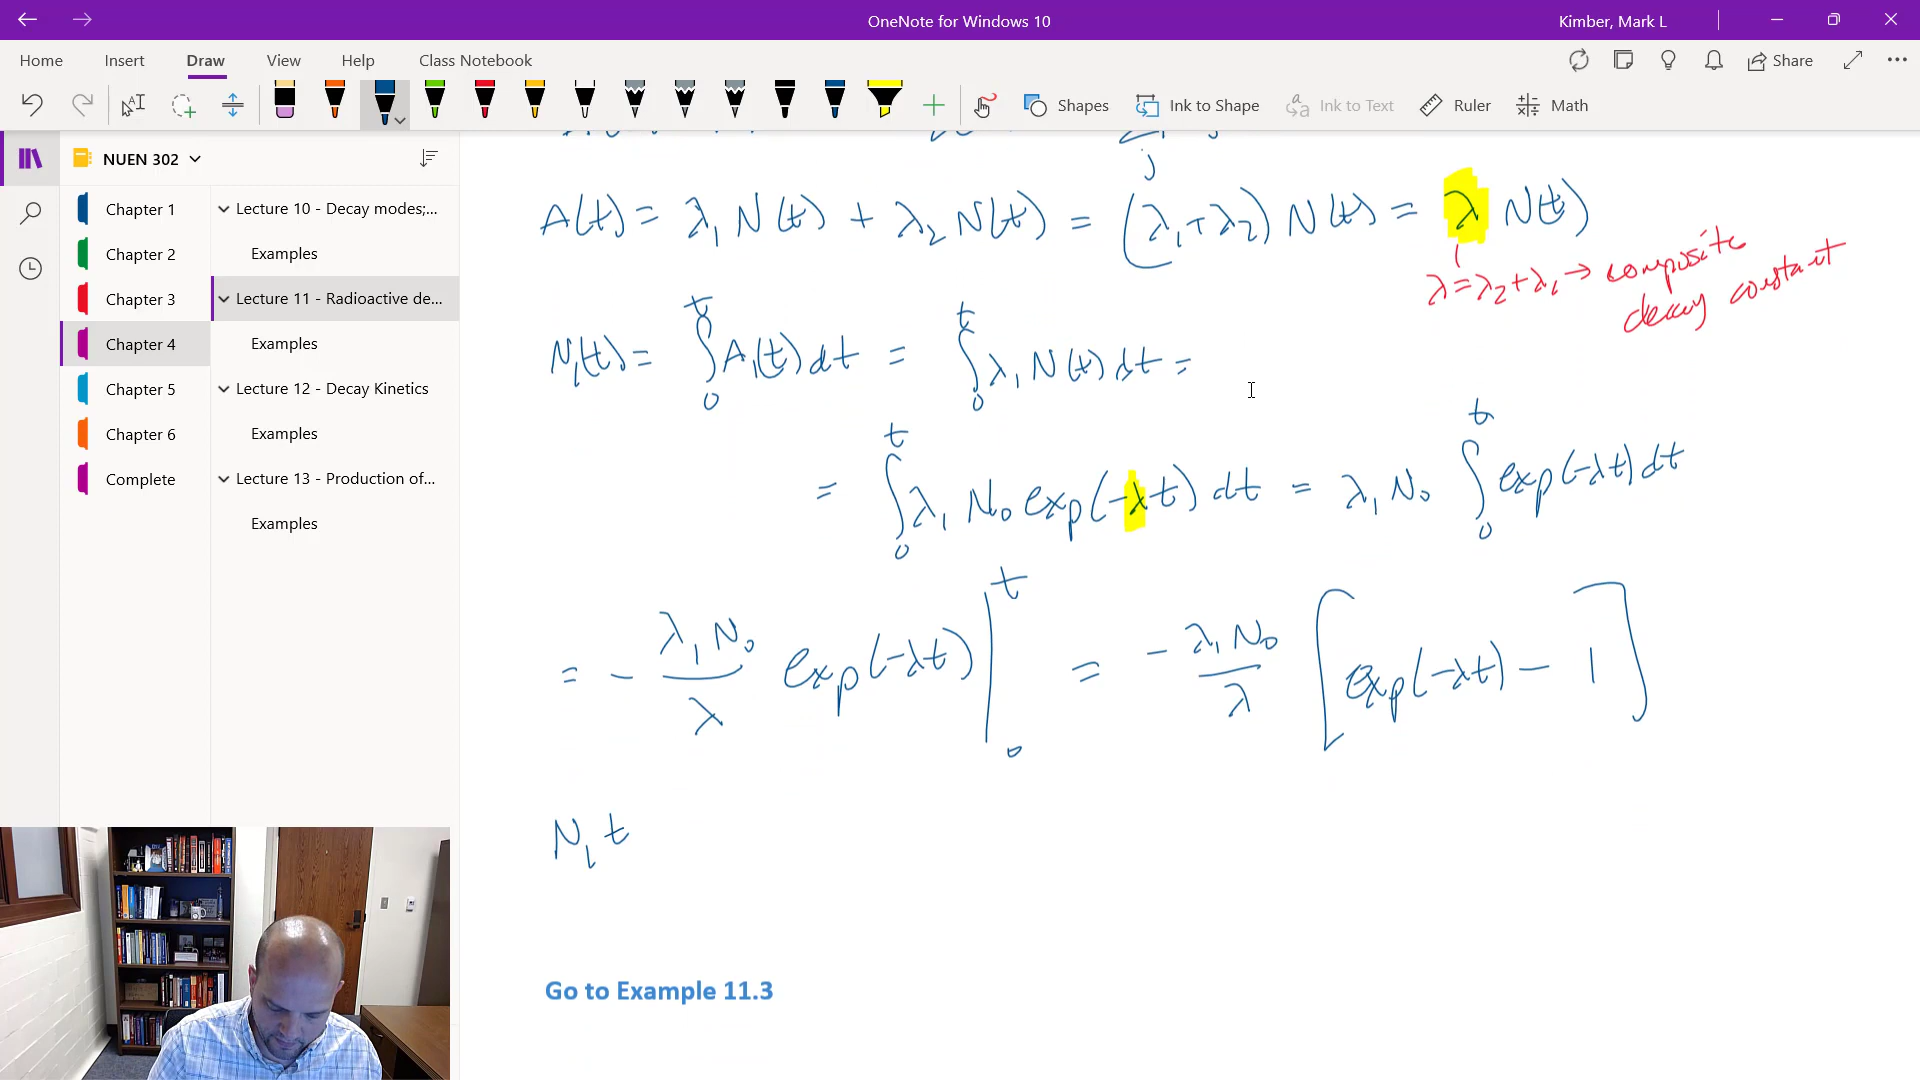 OneNote for Windows 10
Kimber, Mark L
Home Insert Draw View Help Class Notebook
Share
Shapes Ink to Shape Ink to Text Ruler Math
NUEN 302
Chapter 1
Chapter 2
Chapter 3
Chapter 4
Chapter 5
Chapter 6
Complete
Lecture 10 - Decay modes;...
Examples
Lecture 11 - Radioactive de...
Examples
Lecture 12 - Decay Kinetics
Examples
Lecture 13 - Production of...
Examples
j
A(t) = λ₁ N(t) + λ₂ N(t) = (λ₁+λ₂) N(t) = λ N(t)
λ = λ₂+λ₁ → composite
decay constant
N₁(t) = ∫₀ᵗ A₁(t) dt = ∫₀ᵗ λ₁ N(t) dt =
= ∫₀ᵗ λ₁ N₀ exp(-λt) dt = λ₁ N₀ ∫₀ᵗ exp(-λt) dt
= - λ₁ N₀ / λ exp(-λt) |₀ᵗ = - λ₁ N₀ / λ [exp(-λt) - 1]
N₁ t
Go to Example 11.3